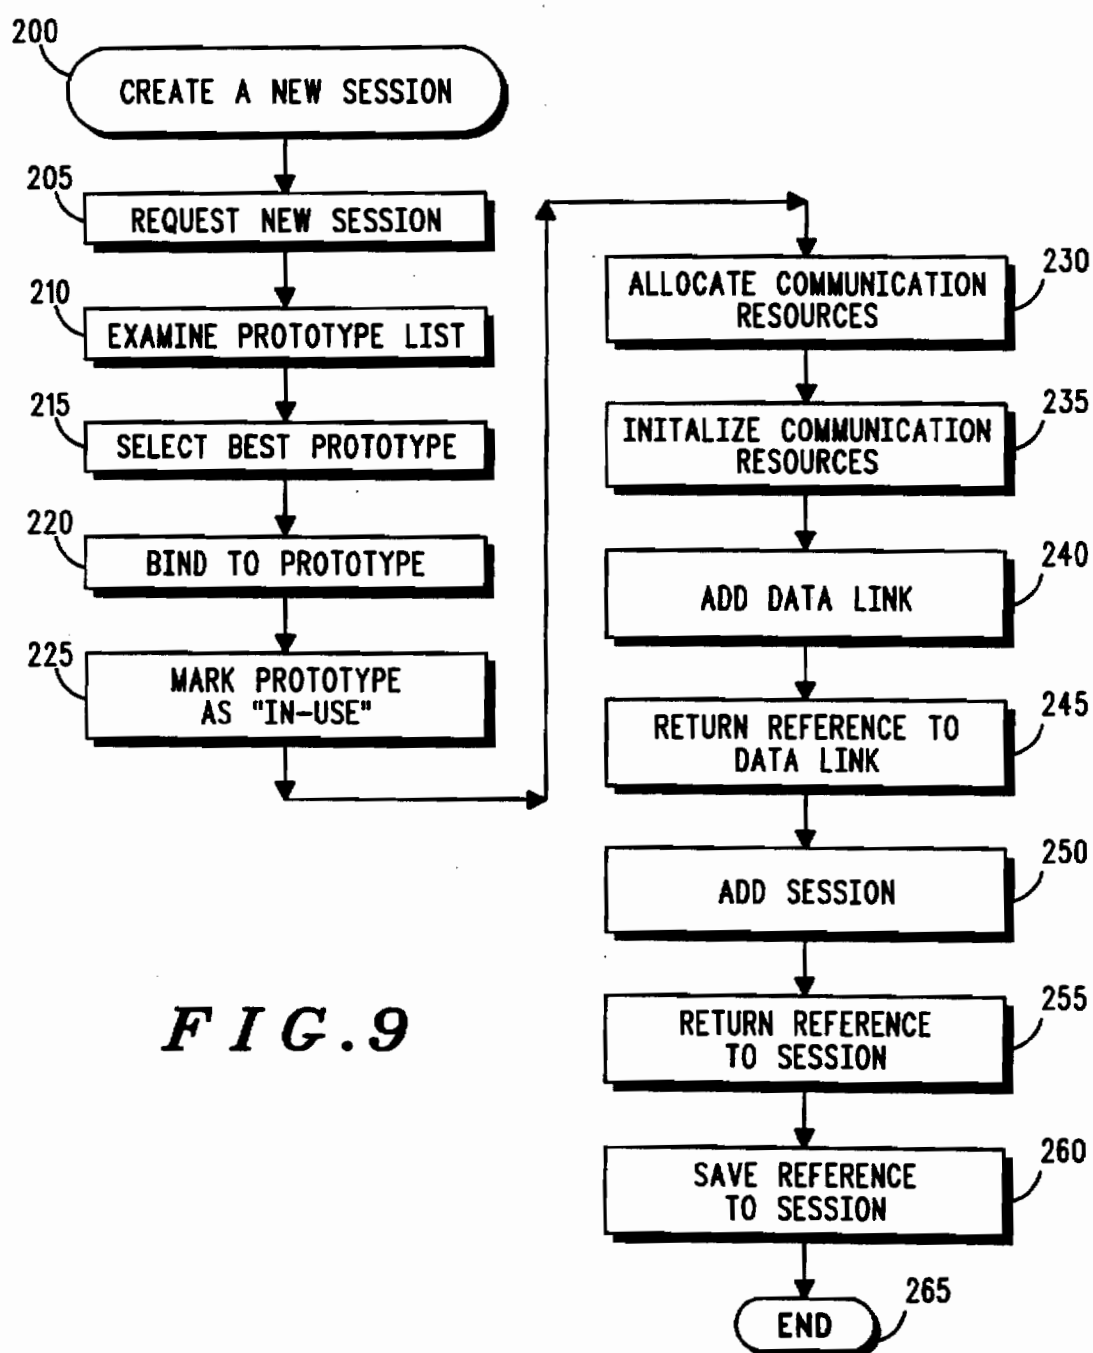 200
CREATE A NEW SESSION
205
REQUEST NEW SESSION
210
EXAMINE PROTOTYPE LIST
215
SELECT BEST PROTOTYPE
220
BIND TO PROTOTYPE
225
MARK PROTOTYPE
AS "IN-USE"
230
ALLOCATE COMMUNICATION
RESOURCES
235
INITALIZE COMMUNICATION
RESOURCES
240
ADD DATA LINK
245
RETURN REFERENCE TO
DATA LINK
250
ADD SESSION
255
RETURN REFERENCE
TO SESSION
260
SAVE REFERENCE
TO SESSION
265
END
FIG.9